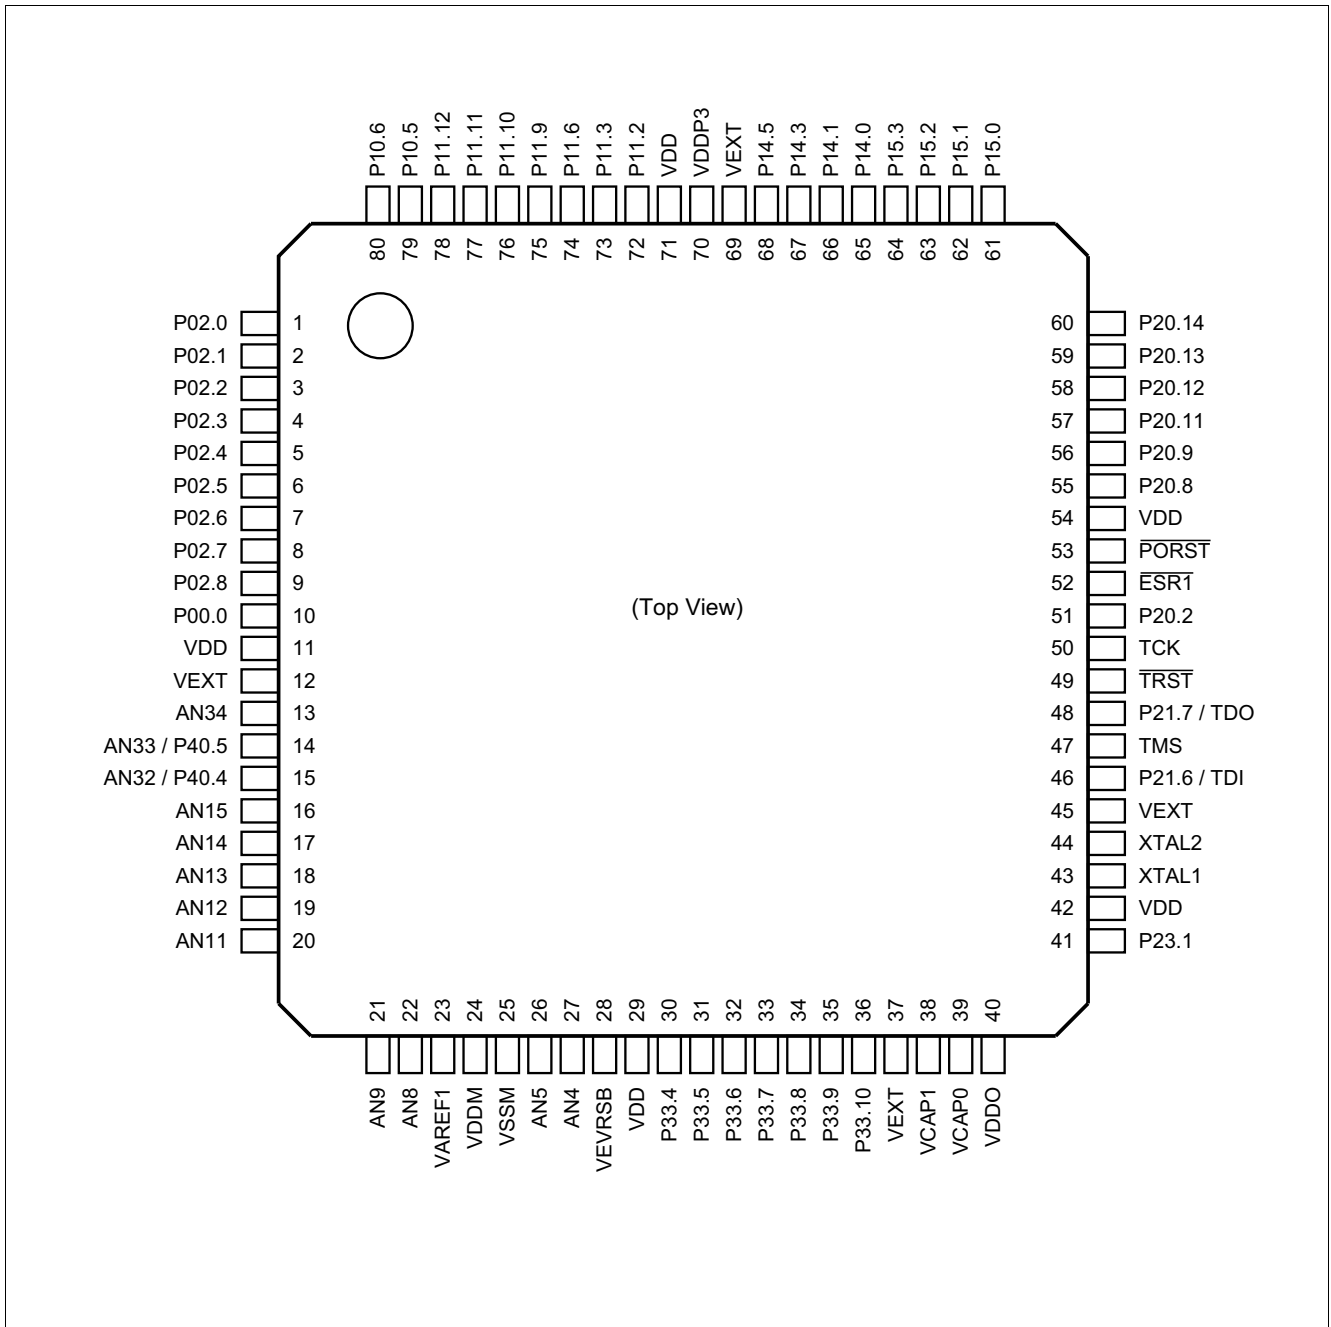 P10.6 P10.5 P11.12 P11.11 P11.10 P11.9 P11.6 P11.3 P11.2 VDD VDDP3 VEXT P14.5 P14.3 P14.1 P14.0 P15.3 P15.2 P15.1 P15.0
80 79 78 77 76 75 74 73 72 71 70 69 68 67 66 65 64 63 62 61
P02.0 1 60 P20.14
P02.1 2 59 P20.13
P02.2 3 58 P20.12
P02.3 4 57 P20.11
P02.4 5 56 P20.9
P02.5 6 55 P20.8
P02.6 7 54 VDD
P02.7 8 53 PORST
P02.8 9 52 ESR1
(Top View)
P00.0 10 51 P20.2
VDD 11 50 TCK
VEXT 12 49 TRST
AN34 13 48 P21.7 / TDO
AN33 / P40.5 14 47 TMS
AN32 / P40.4 15 46 P21.6 / TDI
AN15 16 45 VEXT
AN14 17 44 XTAL2
AN13 18 43 XTAL1
AN12 19 42 VDD
AN11 20 41 P23.1
21 22 23 24 25 26 27 28 29 30 31 32 33 34 35 36 37 38 39 40
AN9 AN8 VAREF1 VDDM VSSM AN5 AN4 VEVRSB VDD P33.4 P33.5 P33.6 P33.7 P33.8 P33.9 P33.10 VEXT VCAP1 VCAP0 VDDO